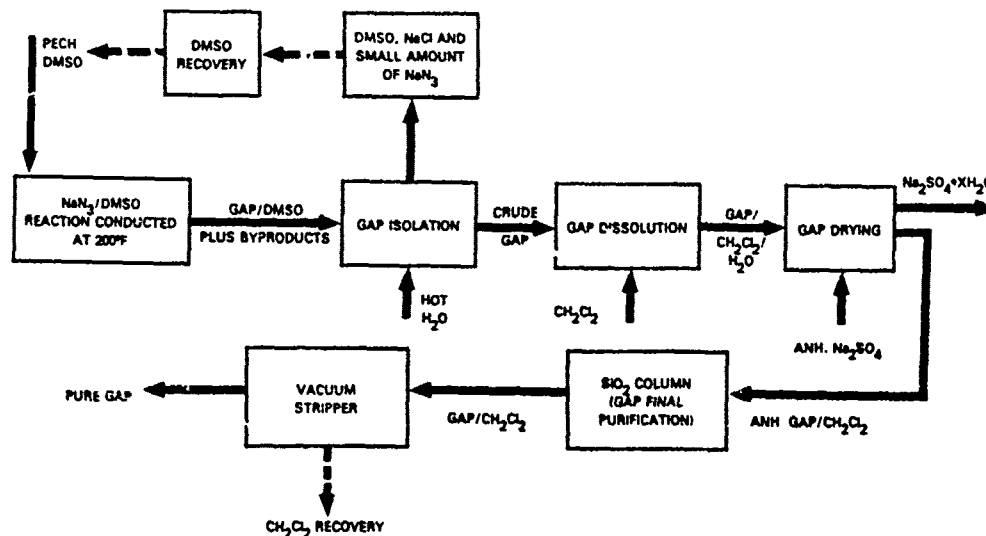 PECH
DMSO
DMSO
RECOVERY
DMSO, NaCl AND
SMALL AMOUNT
OF NaN3
NaN3/DMSO
REACTION CONDUCTED
AT 200°F
GAP/DMSO
PLUS BYPRODUCTS
GAP ISOLATION
CRUDE
GAP
GAP DISSOLUTION
GAP/
CH2Cl2/
H2O
GAP DRYING
Na2SO4•XH2O
HOT
H2O
CH2Cl2
ANH. Na2SO4
PURE GAP
VACUUM
STRIPPER
GAP/CH2Cl2
SiO2 COLUMN
(GAP FINAL
PURIFICATION)
ANH GAP/CH2Cl2
CH2Cl2 RECOVERY